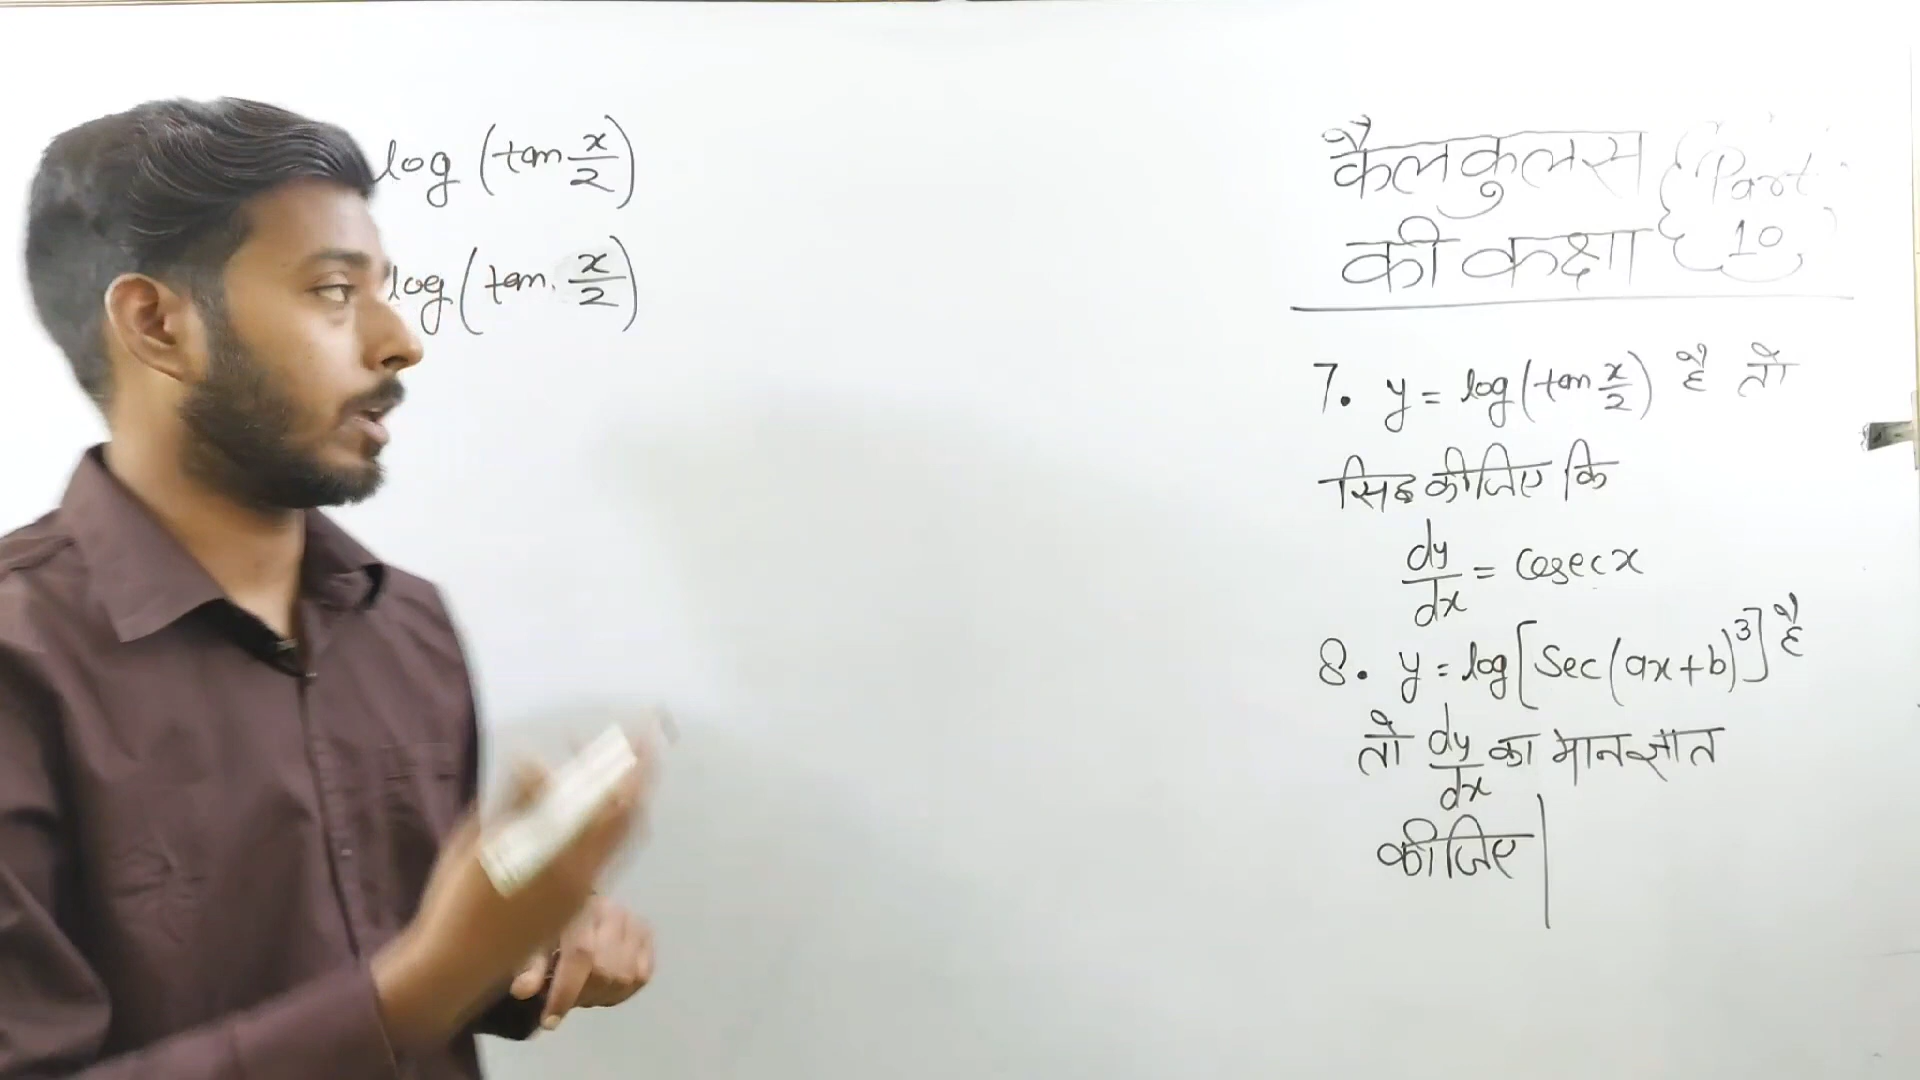 log (tan x/2)
log (tan. x/2)
कैलकुलस
की कक्षा
Part
10
7. y = log(tan x/2) है तो
सिद्ध कीजिए कि
dy/dx = cosec x
8. y = log[Sec(ax+b)³] है
तो dy/dx का मान ज्ञात
कीजिए|